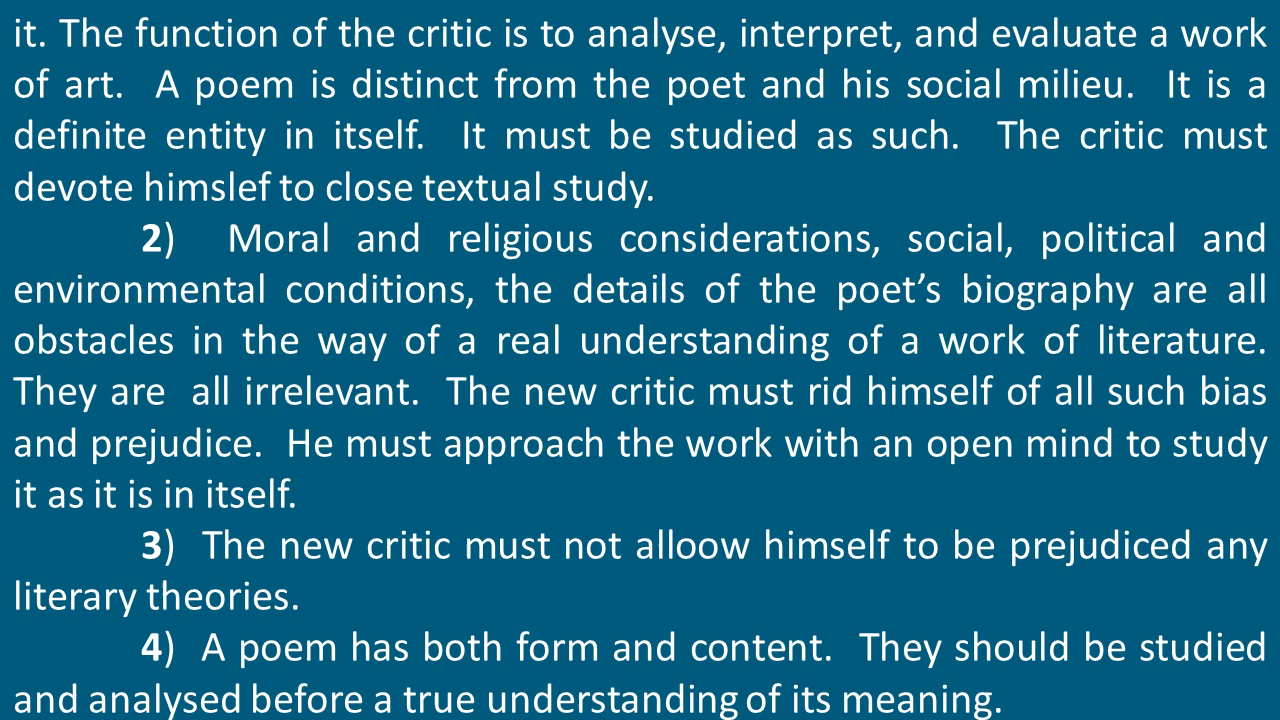 it. The function of the critic is to analyse, interpret, and evaluate a work
of art. A poem is distinct from the poet and his social milieu. It is a
definite entity in itself. It must be studied as such. The critic must
devote himslef to close textual study.
2) Moral and religious considerations, social, political and
environmental conditions, the details of the poet’s biography are all
obstacles in the way of a real understanding of a work of literature.
They are all irrelevant. The new critic must rid himself of all such bias
and prejudice. He must approach the work with an open mind to study
it as it is in itself.
3) The new critic must not alloow himself to be prejudiced any
literary theories.
4) A poem has both form and content. They should be studied
and analysed before a true understanding of its meaning.